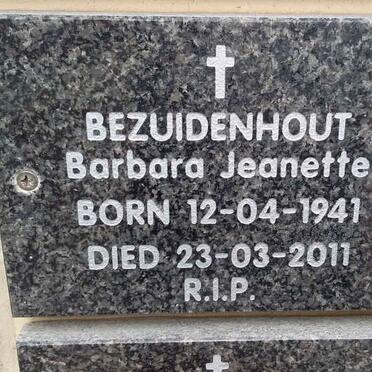 BEZUIDENHOUT
Barbara Jeanette
BORN 12-04-1941
DIED 23-03-2011
R.I.P.